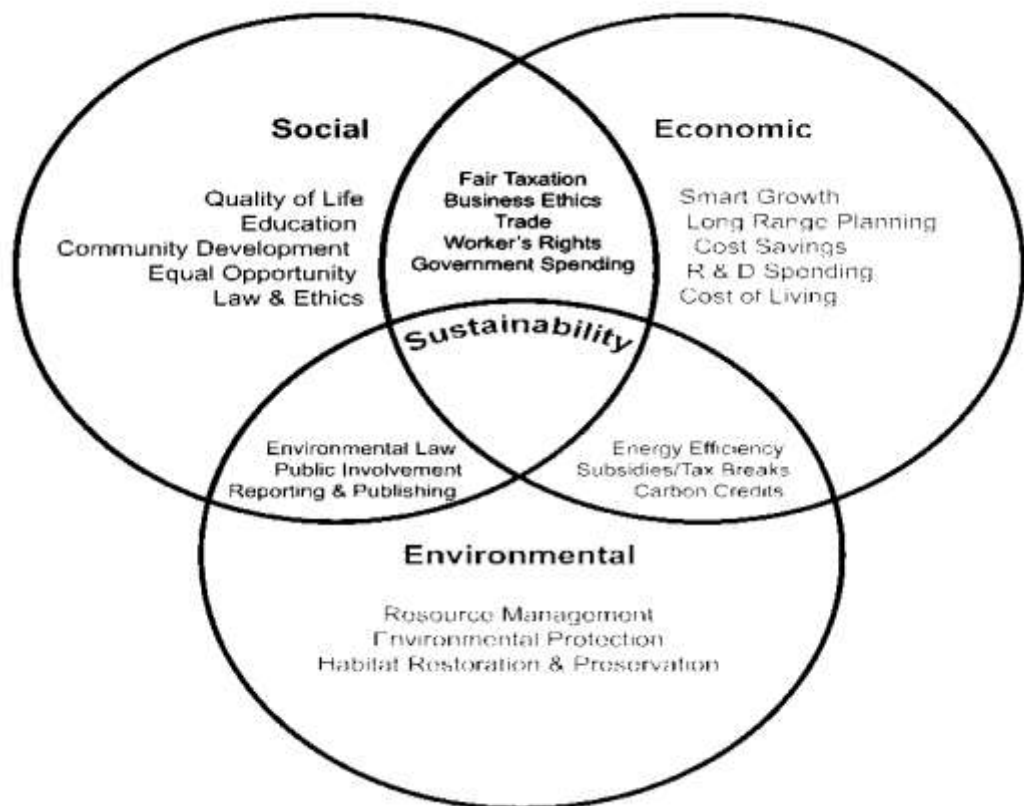 Social
Quality of Life
Education
Community Development
Equal Opportunity
Law & Ethics
Fair Taxation
Business Ethics
Trade
Worker's Rights
Government Spending
Economic
Smart Growth
Long Range Planning
Cost Savings
R & D Spending
Cost of Living
Sustainability
Environmental Law
Public Involvement
Reporting & Publishing
Energy Efficiency
Subsidies/Tax Breaks
Carbon Credits
Environmental
Resource Management
Environmental Protection
Habitat Restoration & Preservation